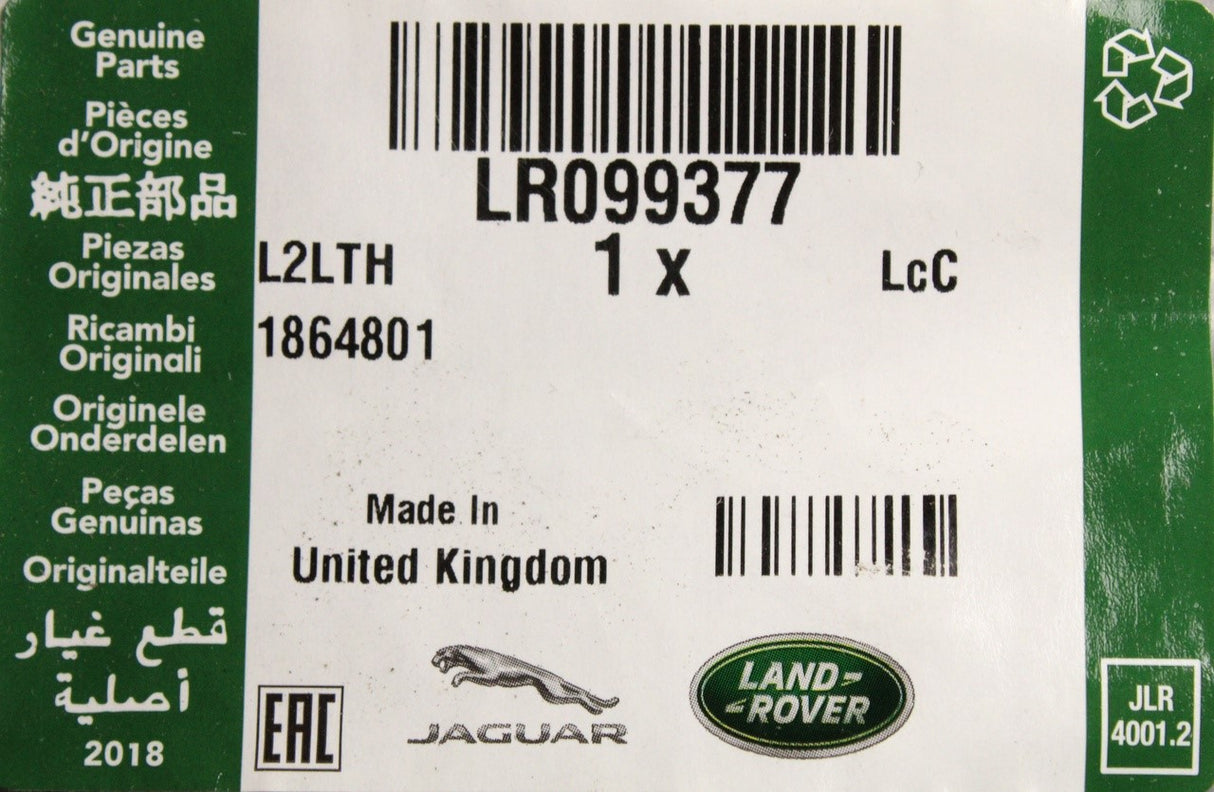 Genuine
Parts
Pièces
d'Origine
純正部品
Piezas
Originales
Ricambi
Originali
Originele
Onderdelen
Peças
Genuinas
Originalteile
قطع غيار
أصلية
2018
LR099377
L2LTH 1 x LcC
1864801
Made In
United Kingdom
EAC
JAGUAR
LAND-
-ROVER
JLR
4001.2